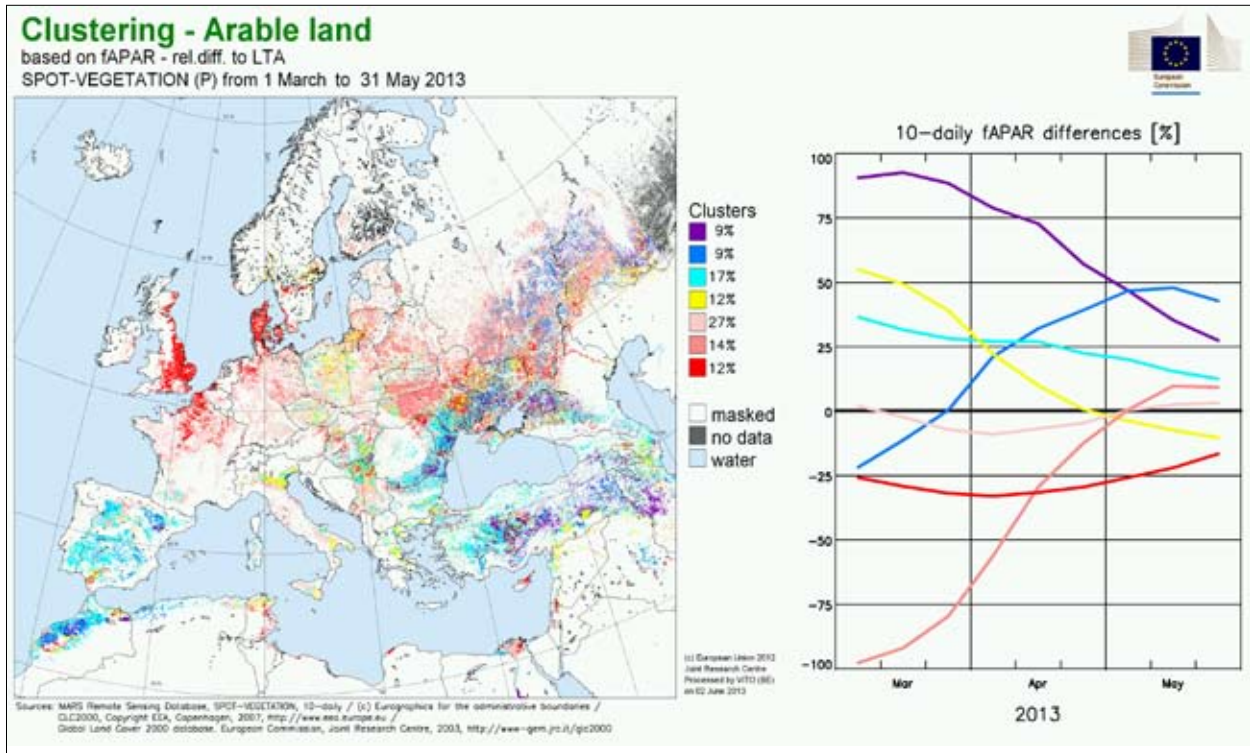 Clustering - Arable land
based on fAPAR - rel.diff. to LTA
SPOT-VEGETATION (P) from 1 March to 31 May 2013
European
Commission
10-daily fAPAR differences [%]
Clusters
9%
9%
17%
12%
27%
14%
12%
masked
no data
water
100
75
50
25
0
-25
-50
-75
-100
Mar
Apr
May
2013
(c) European Union 2012
Joint Research Centre
Processed by VITO (BE)
on 02 June 2013
Sources: MARS Remote Sensing Database, SPOT-VEGETATION, 10-daily / (c) Eurographics for the administrative boundaries /
CLC2000, Copyright EEA, Copenhagen, 2007, http://www.eea.europe.eu /
Global Land Cover 2000 database. European Commission, Joint Research Centre, 2003, http://www-gem.jrc.it/glc2000